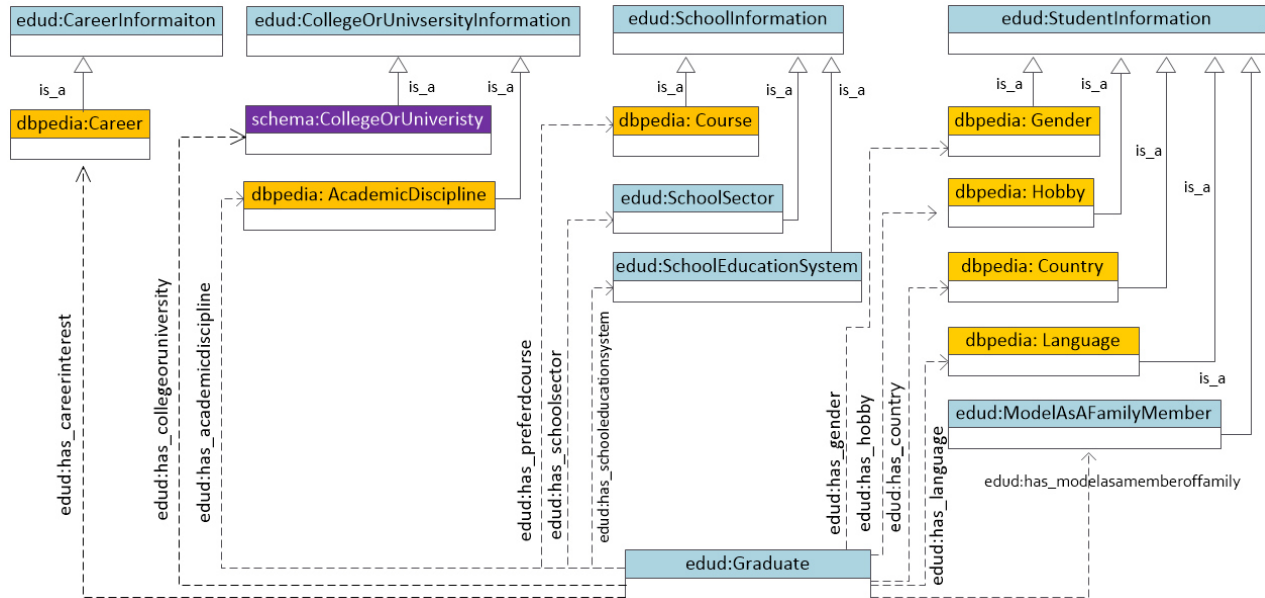 edud:CareerInformaiton
edud:CollegeOrUnivsersityInformation
edud:SchoolInformation
edud:StudentInformation
is_a
is_a
is_a
is_a
is_a
is_a
is_a
is_a
dbpedia:Career
schema:CollegeOrUniveristy
dbpedia: Course
dbpedia: Gender
is_a
dbpedia: AcademicDiscipline
edud:SchoolSector
dbpedia: Hobby
is_a
edud:SchoolEducationSystem
dbpedia: Country
dbpedia: Language
is_a
edud:ModelAsAFamilyMember
edud:has_careerinterest
edud:has_collegeoruniversity
edud:has_academicdiscipline
edud:has_preferdcourse
edud:has_schoolsector
edud:has_schooleducationsystem
edud:has_gender
edud:has_hobby
edud:has_country
edud:has_language
edud:has_modelasamemberoffamily
edud:Graduate